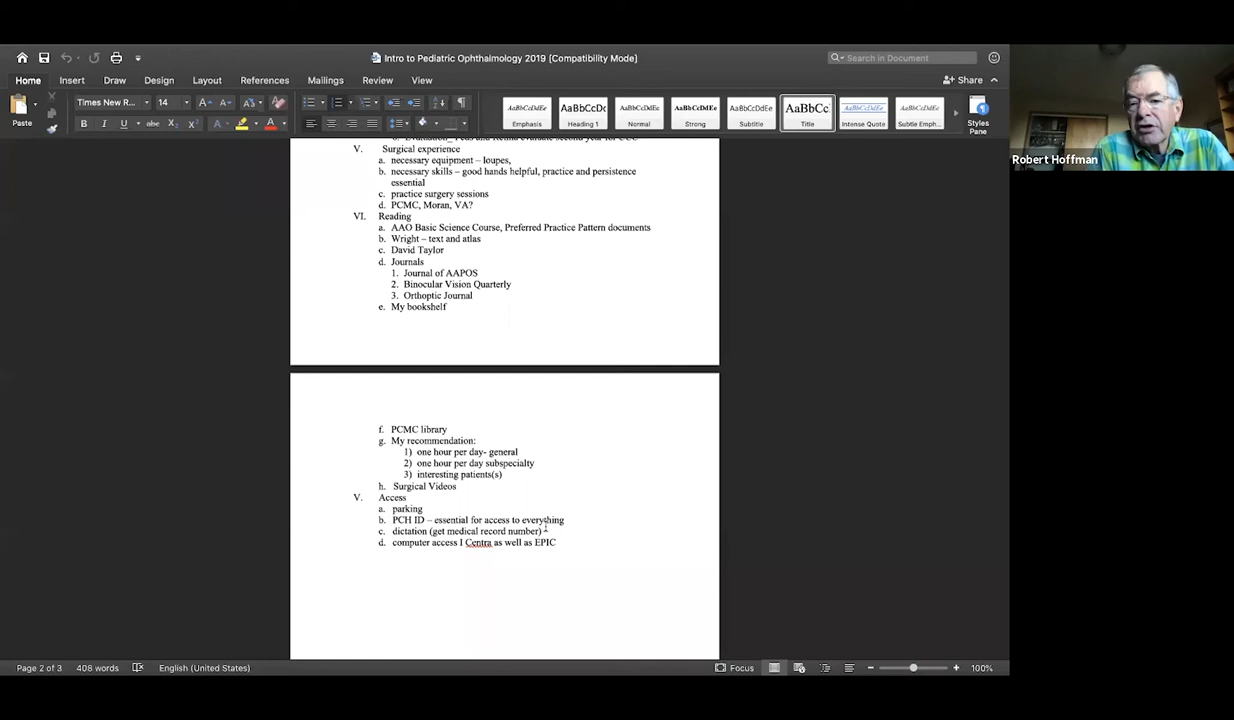 Intro to Pediatric Ophthalmology 2019 [Compatibility Mode]
Search in Document
Home Insert Draw Design Layout References Mailings Review View
Share
Paste
Times New R... 14
AaBbCcDdEe AaBbCcDc AaBbCcDdEe AaBbCcDdEe AaBbCcDdEe AaBbCc AaBbCcDdEe AaBbCcDdEe
Emphasis Heading 1 Normal Strong Subtitle Title Intense Quote Subtle Emph...
Styles
Pane
Robert Hoffman
V. Surgical experience
a. necessary equipment – loupes,
b. necessary skills – good hands helpful, practice and persistence
essential
c. practice surgery sessions
d. PCMC, Moran, VA?
VI. Reading
a. AAO Basic Science Course, Preferred Practice Pattern documents
b. Wright – text and atlas
c. David Taylor
d. Journals
1. Journal of AAPOS
2. Binocular Vision Quarterly
3. Orthoptic Journal
e. My bookshelf
f. PCMC library
g. My recommendation:
1) one hour per day- general
2) one hour per day subspecialty
3) interesting patients(s)
h. Surgical Videos
V. Access
a. parking
b. PCH ID – essential for access to everything
c. dictation (get medical record number)
d. computer access I Centra as well as EPIC
Page 2 of 3 408 words English (United States) Focus 100%